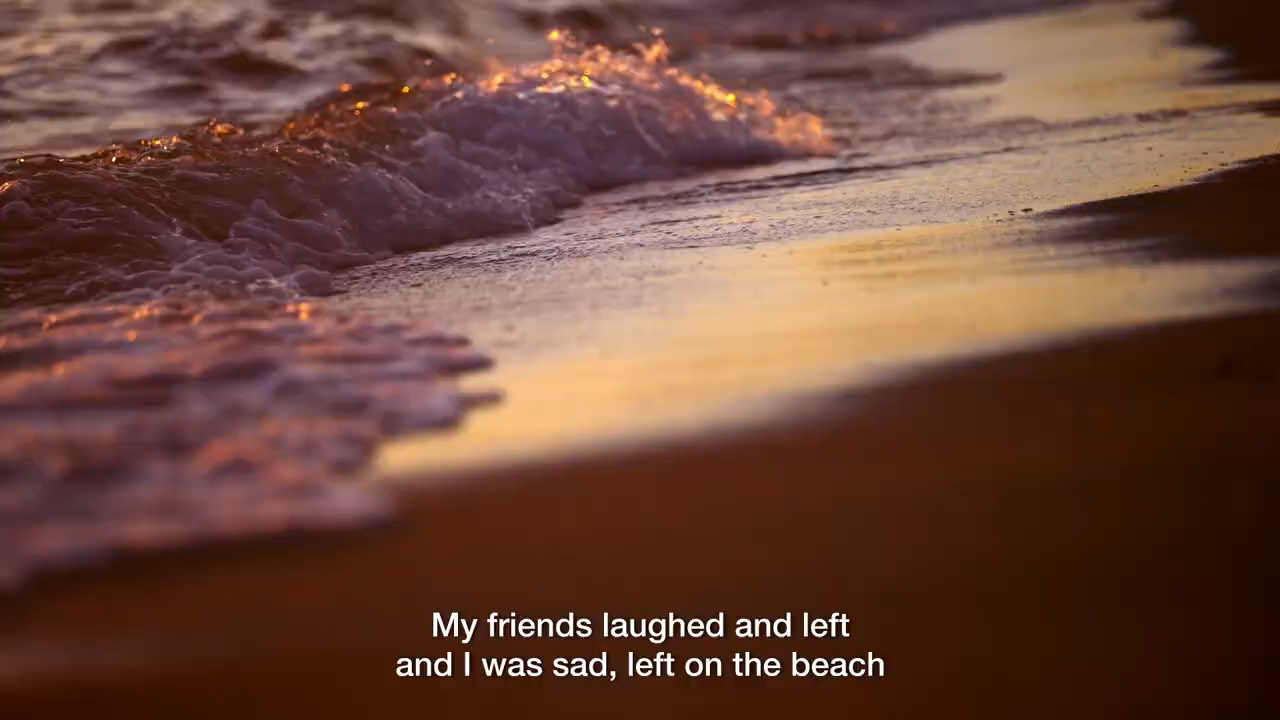 My friends laughed and left
and I was sad, left on the beach